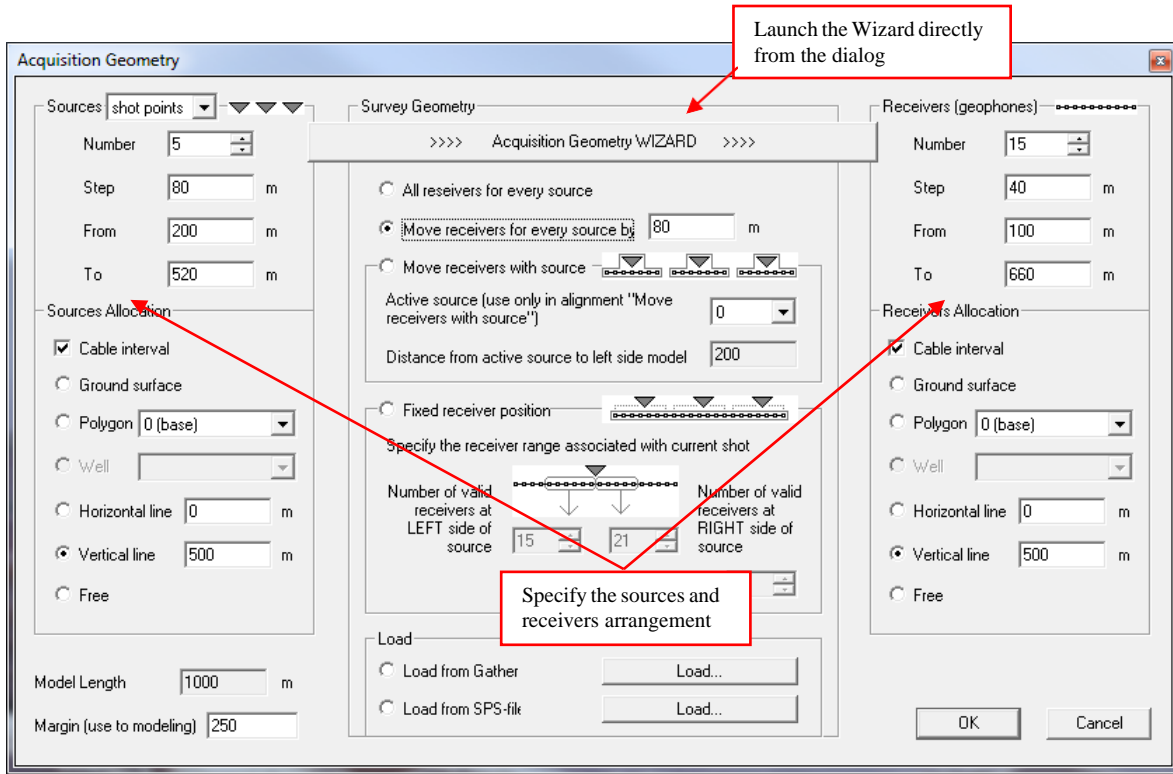 Launch the Wizard directly
from the dialog
Acquisition Geometry
Sources shot points
Number 5
Step 80 m
From 200 m
To 520 m
Sources Allocation
Cable interval
Ground surface
Polygon 0 (base)
Well
Horizontal line 0 m
Vertical line 500 m
Free
Model Length 1000 m
Margin (use to modeling) 250
Survey Geometry
>>>> Acquisition Geometry WIZARD >>>>
All reseivers for every source
Move receivers for every source by 80 m
Move receivers with source
Active source (use only in alignment "Move
receivers with source") 0
Distance from active source to left side model 200
Fixed receiver position
Specify the receiver range associated with current shot
Number of valid
receivers at
LEFT side of
source
15
21
Number of valid
receivers at
RIGHT side of
source
Specify the sources and
receivers arrangement
Load
Load from Gather Load...
Load from SPS-file Load...
Receivers (geophones)
Number 15
Step 40 m
From 100 m
To 660 m
Receivers Allocation
Cable interval
Ground surface
Polygon 0 (base)
Well
Horizontal line 0 m
Vertical line 500 m
Free
OK Cancel